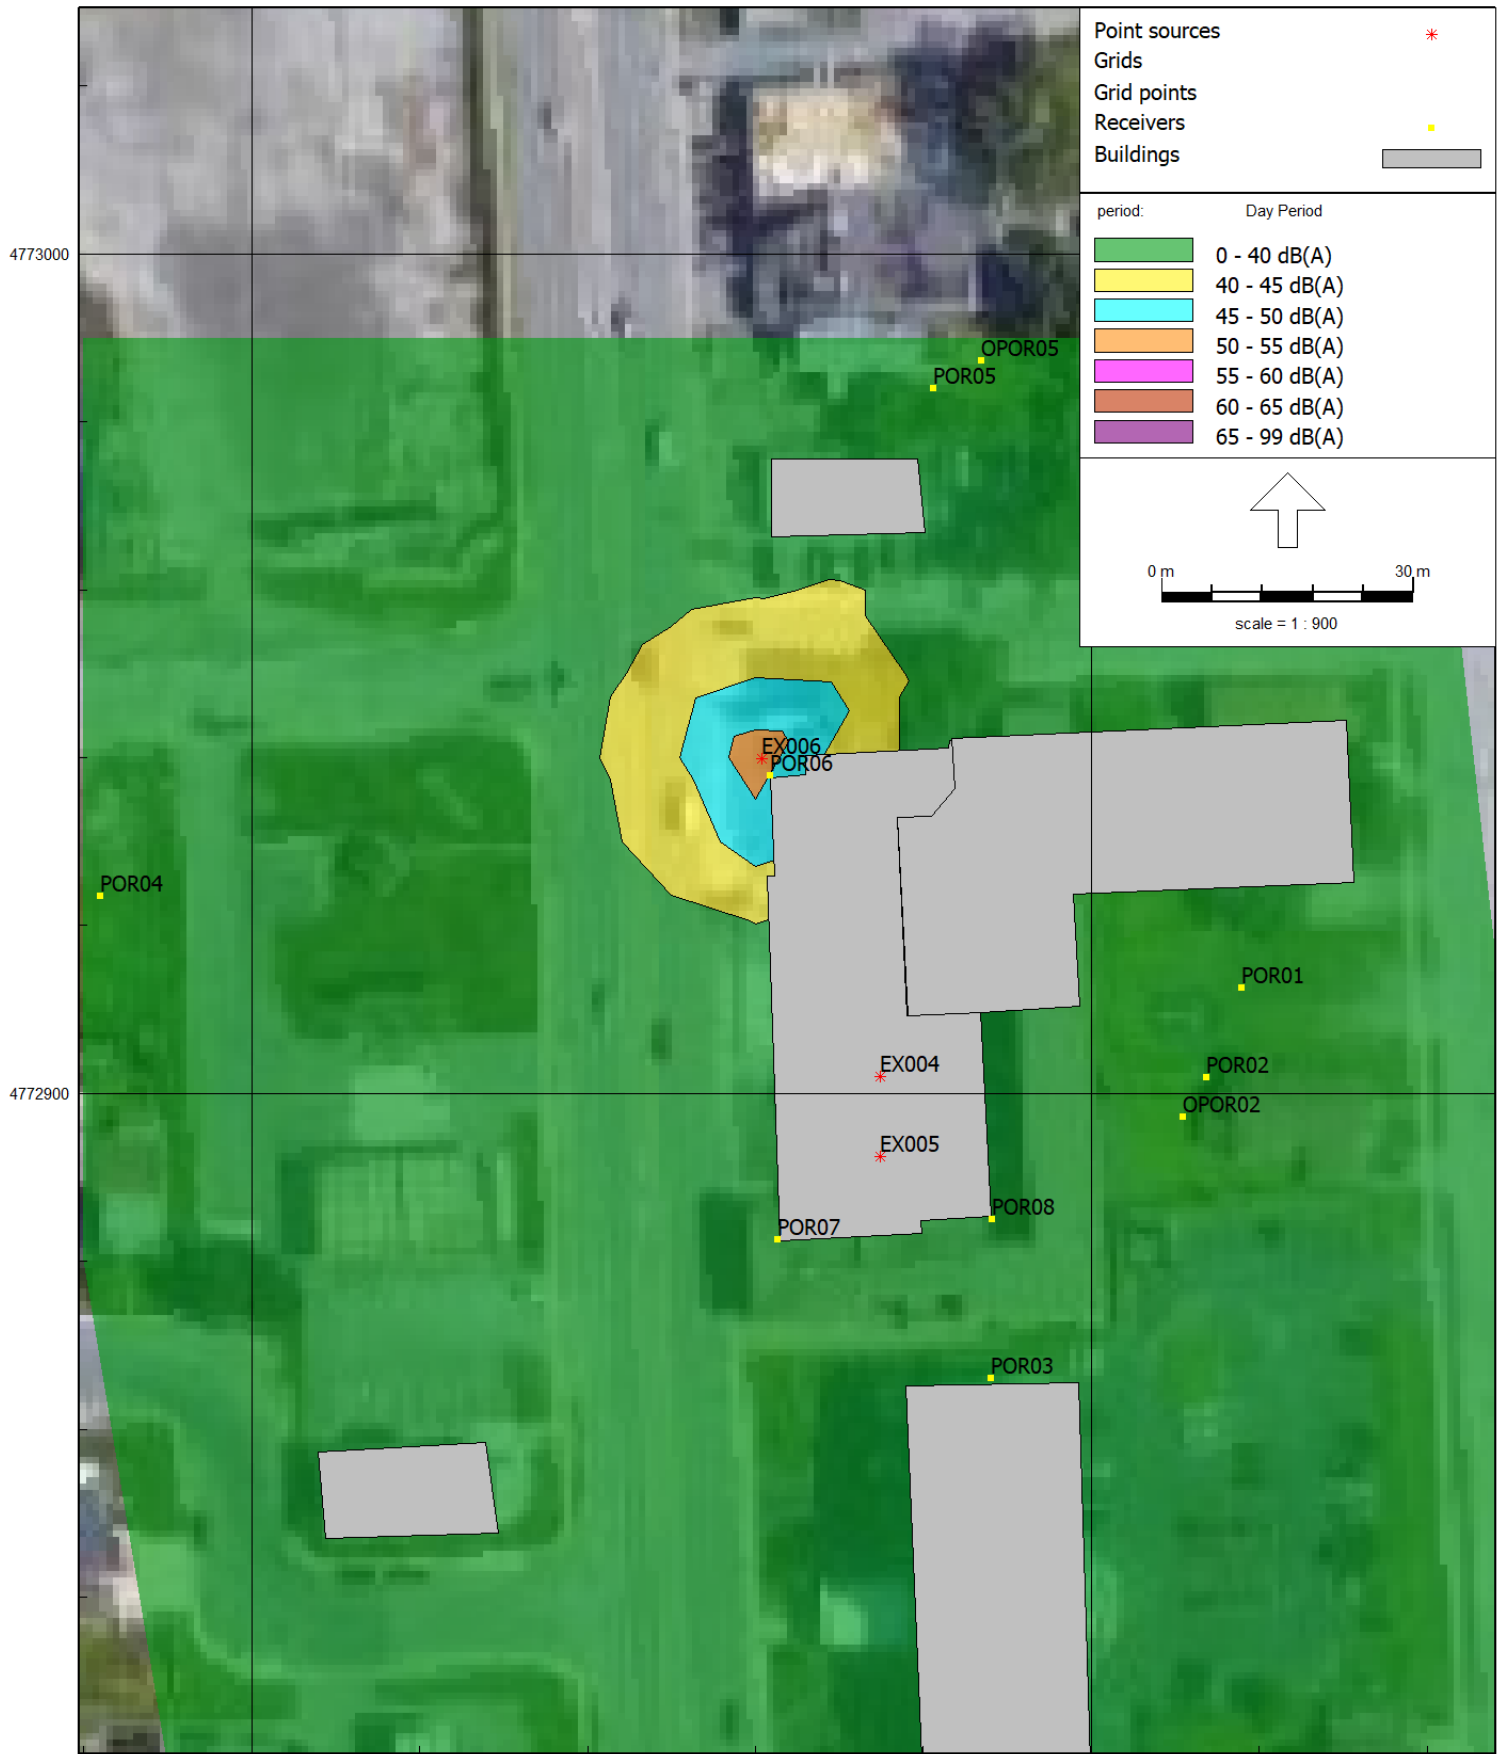 Point sources
Grids
Grid points
Receivers
Buildings
period: Day Period
0 - 40 dB(A)
40 - 45 dB(A)
45 - 50 dB(A)
50 - 55 dB(A)
55 - 60 dB(A)
60 - 65 dB(A)
65 - 99 dB(A)
0 m 30 m
scale = 1 : 900
4773000
OPOR05
POR05
EX006
POR06
POR04
POR01
EX004
POR02
4772900
OPOR02
EX005
POR08
POR07
POR03